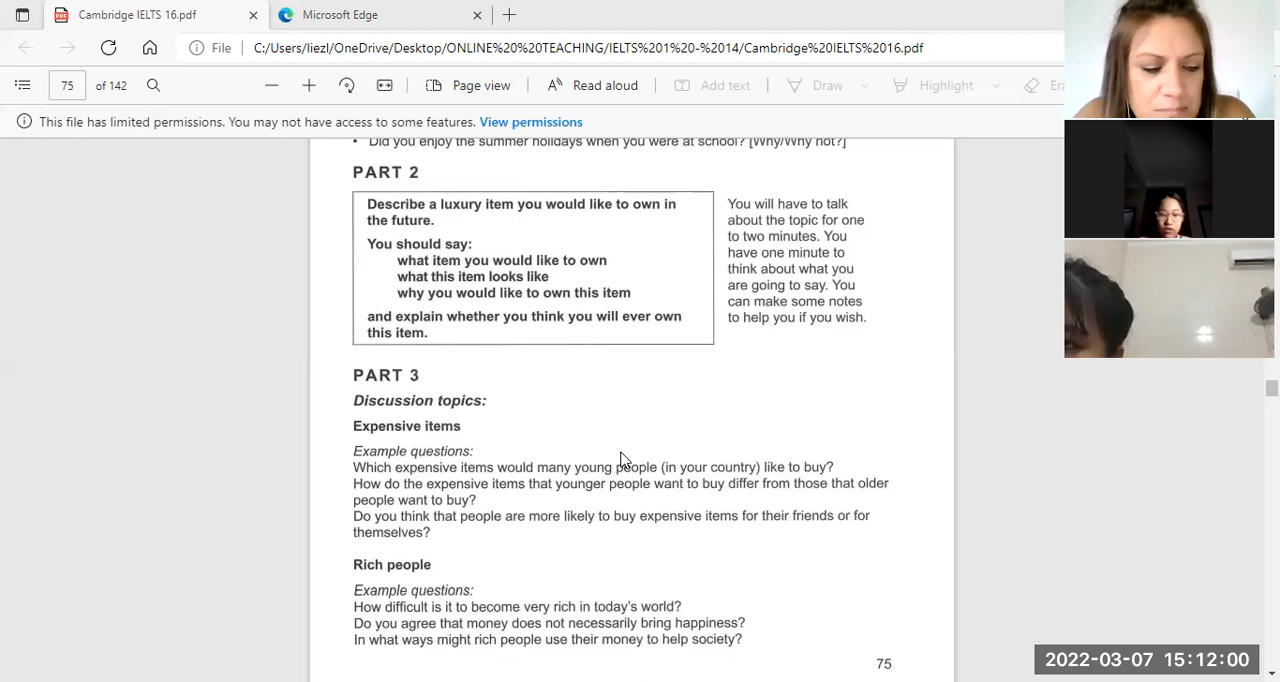 Cambridge IELTS 16.pdf
Microsoft Edge
File
C:/Users/liezl/OneDrive/Desktop/ONLINE%20%20TEACHING/IELTS%201%20-%2014/Cambridge%20IELTS%2016.pdf
75
of 142
Page view
Read aloud
Add text
Draw
Highlight
This file has limited permissions. You may not have access to some features. View permissions
• Did you enjoy the summer holidays when you were at school? [Why/Why not?]
PART 2
Describe a luxury item you would like to own in
the future.
You should say:
what item you would like to own
what this item looks like
why you would like to own this item
and explain whether you think you will ever own
this item.
You will have to talk
about the topic for one
to two minutes. You
have one minute to
think about what you
are going to say. You
can make some notes
to help you if you wish.
PART 3
Discussion topics:
Expensive items
Example questions:
Which expensive items would many young people (in your country) like to buy?
How do the expensive items that younger people want to buy differ from those that older
people want to buy?
Do you think that people are more likely to buy expensive items for their friends or for
themselves?
Rich people
Example questions:
How difficult is it to become very rich in today's world?
Do you agree that money does not necessarily bring happiness?
In what ways might rich people use their money to help society?
75
2022-03-07 15:12:00